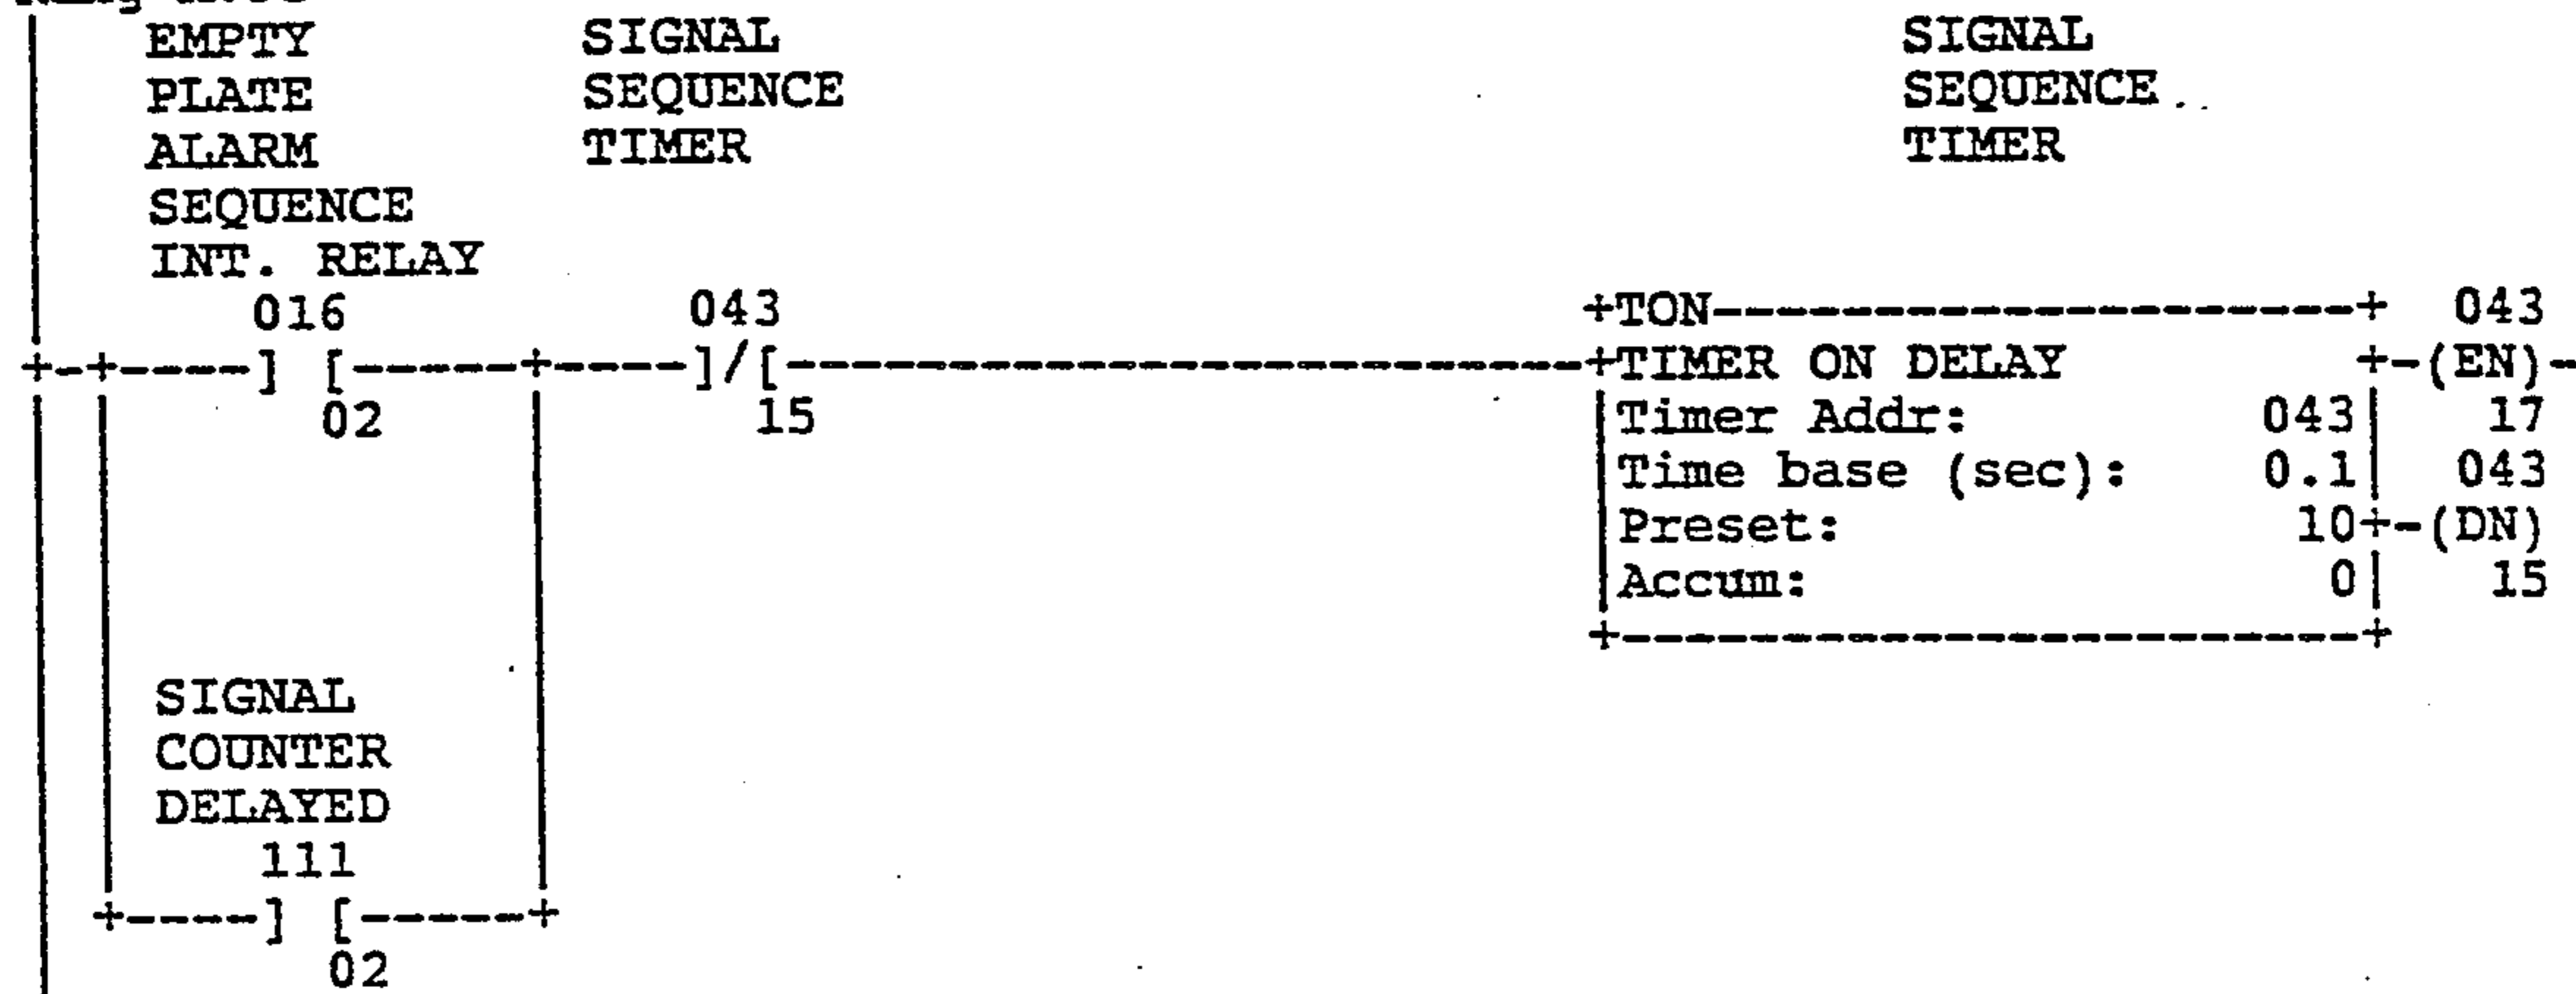 EMPTY SIGNAL SIGNAL
PLATE SEQUENCE SEQUENCE
ALARM TIMER TIMER
SEQUENCE
INT. RELAY
016 043 +TON-----------------------+ 043
+-+-----] [------+-----]/[-------------------------+TIMER ON DELAY +-(EN)-
02 15 |Timer Addr: 043| 17
|Time base (sec): 0.1| 043
|Preset: 10+-(DN)
|Accum: 0| 15
+-----------------------+
SIGNAL
COUNTER
DELAYED
111
+-----] [------+
02